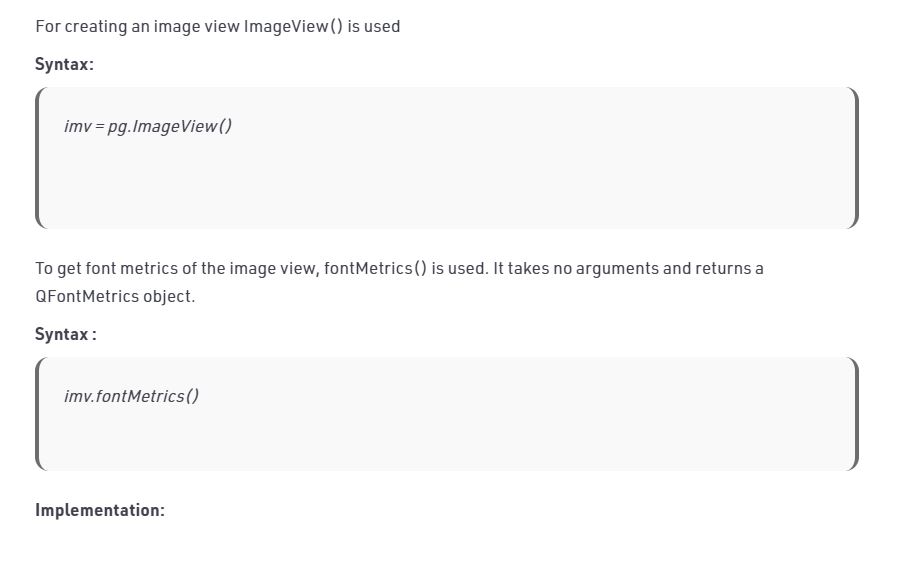 For creating an image view ImageView() is used
Syntax:
imv = pg.ImageView()
To get font metrics of the image view, fontMetrics() is used. It takes no arguments and returns a
QFontMetrics object.
Syntax :
imv.fontMetrics()
Implementation: